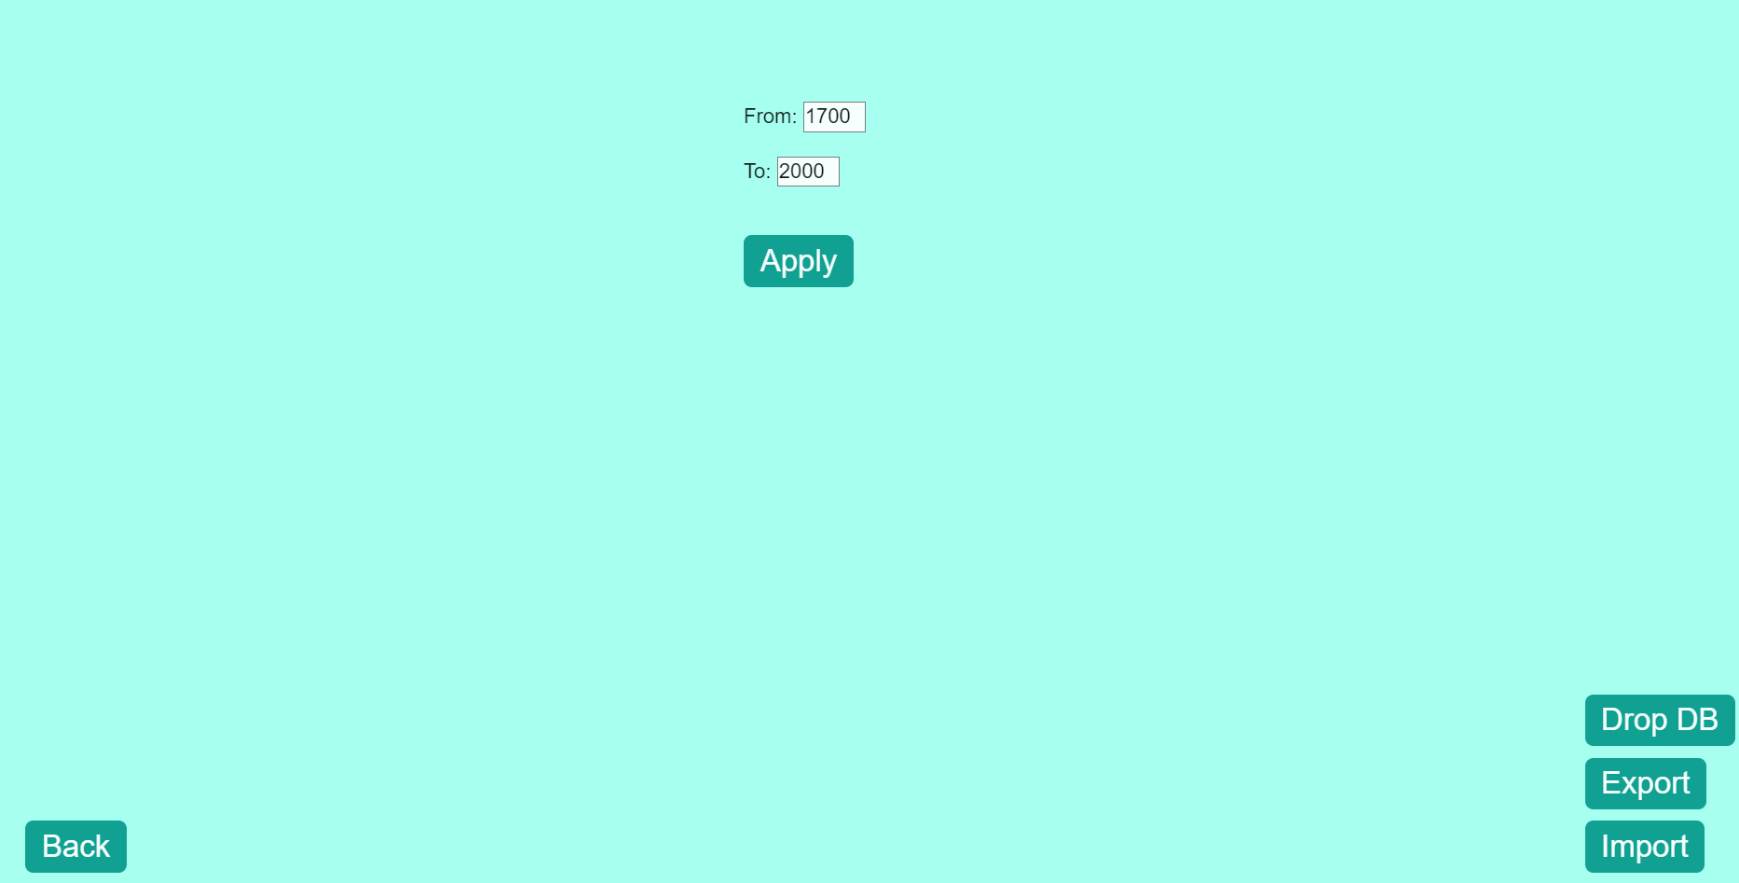 From: 1700
To: 2000
Apply
Drop DB
Export
Back
Import